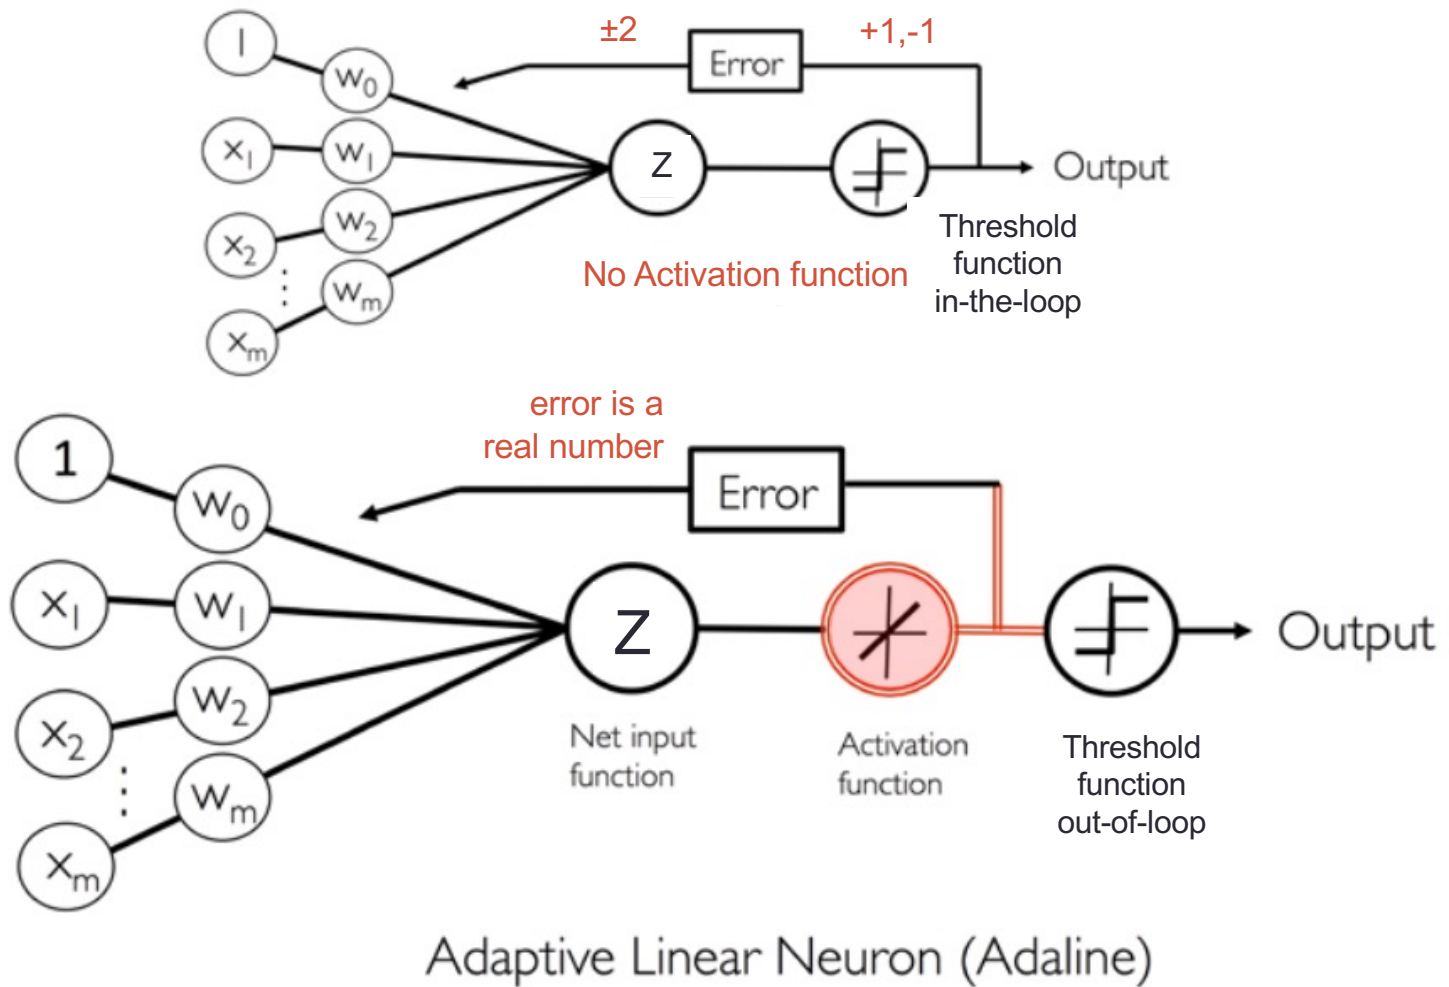 ±2
+1,-1
1
Error
w0
x1
w1
Z
Output
x2
w2
Threshold
function
in-the-loop
No Activation function
wm
xm
error is a
real number
1
Error
w0
x1
w1
Z
Output
x2
w2
Net input
function
Activation
function
Threshold
function
out-of-loop
wm
xm
Adaptive Linear Neuron (Adaline)